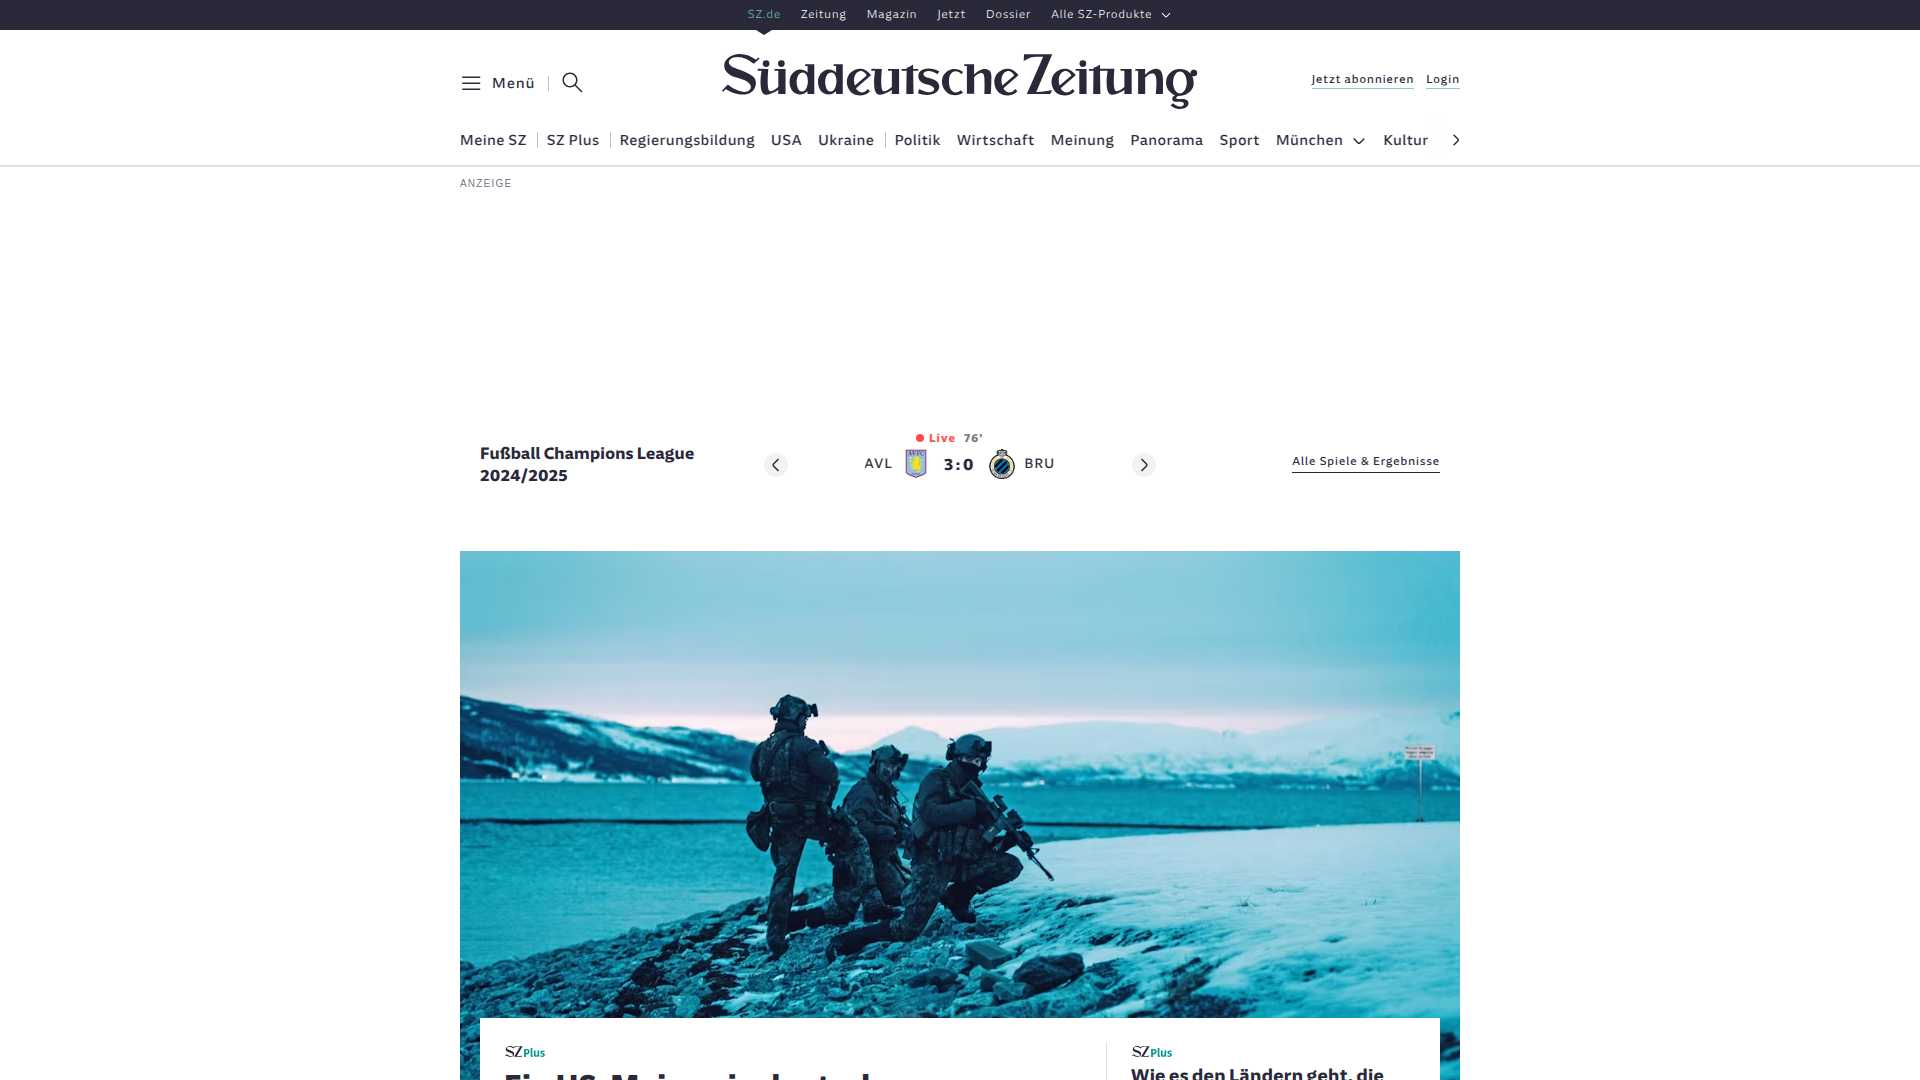 SZ.de Zeitung Magazin Jetzt Dossier Alle SZ-Produkte
Menü
Süddeutsche Zeitung
Jetzt abonnieren Login
Meine SZ SZ Plus Regierungsbildung USA Ukraine Politik Wirtschaft Meinung Panorama Sport München Kultur
ANZEIGE
Fußball Champions League
2024/2025
Live 76'
AVL 3:0 BRU
Alle Spiele & Ergebnisse
SZ Plus
SZ Plus
Wie es den Ländern geht, die